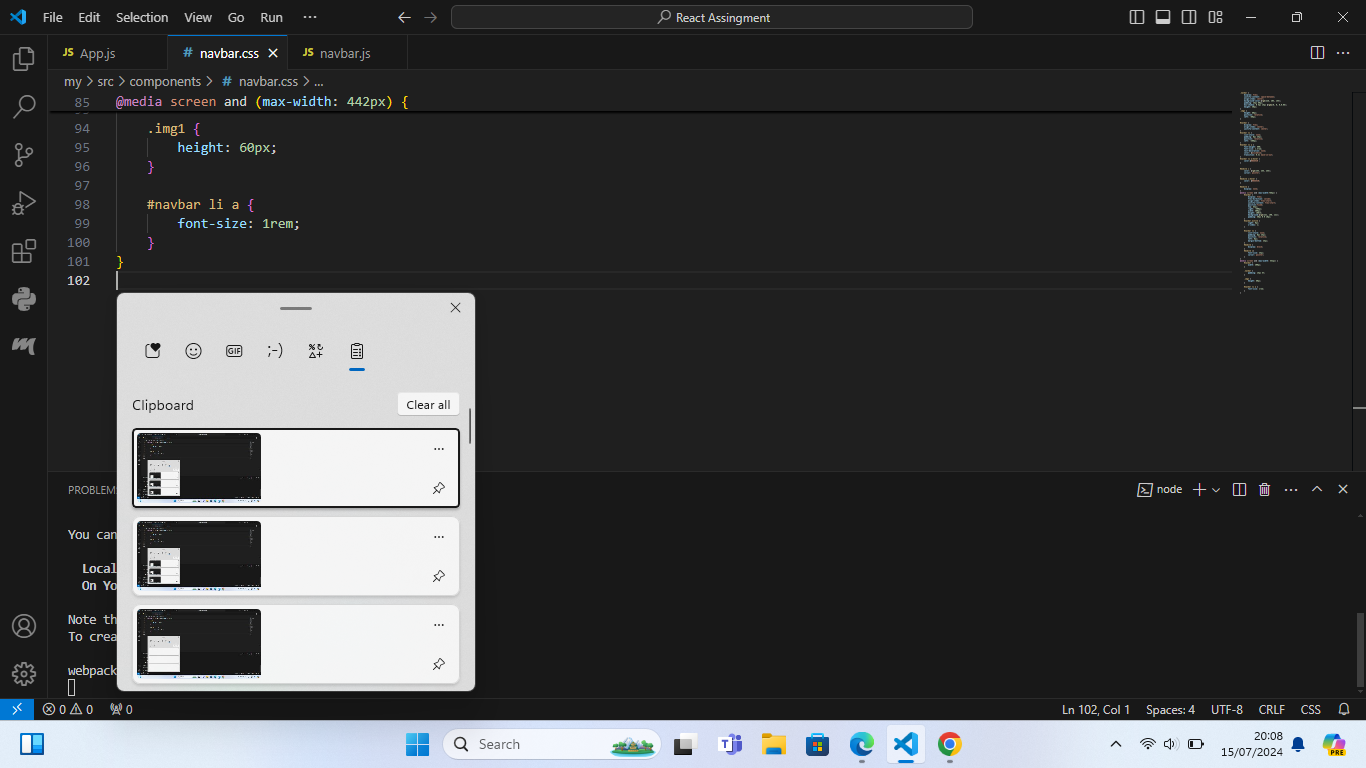 File Edit Selection View Go Run ··· React Assingment
JS App.js # navbar.css JS navbar.js
my > src > components > # navbar.css > ...
85 @media screen and (max-width: 442px) {
94 .img1 {
95 height: 60px;
96 }
97
98 #navbar li a {
99 font-size: 1rem;
100 }
101 }
102
GIF ;-)
Clipboard Clear all
PROBLEM node
You can
Local
On Yo
Note th
To crea
webpack
0 0 0 Ln 102, Col 1 Spaces: 4 UTF-8 CRLF CSS
Search
20:08
15/07/2024
PRE